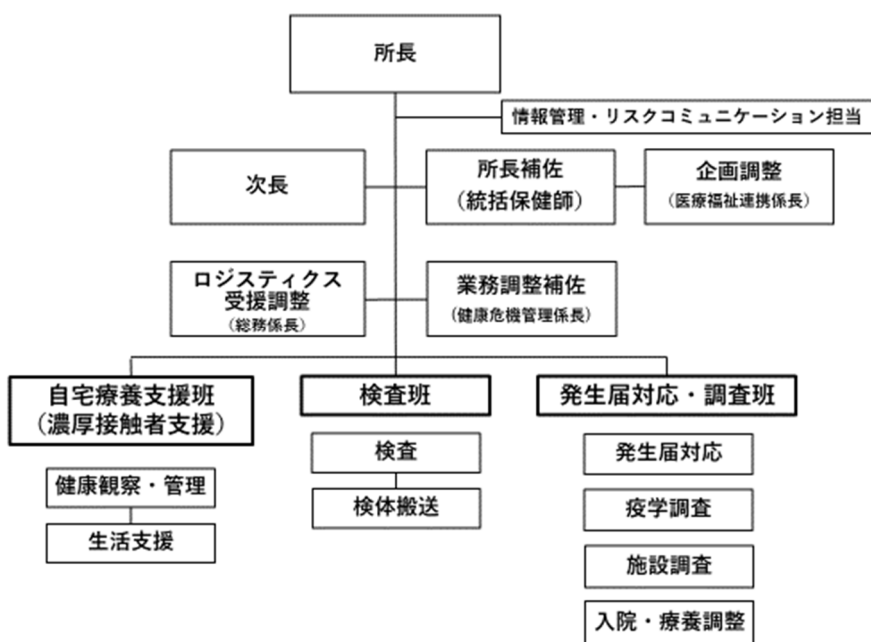 所長
情報管理・リスクコミュニケーション担当
次長
所長補佐
（統括保健師）
企画調整
（医療福祉連携係長）
ロジスティクス
受援調整
（総務係長）
業務調整補佐
（健康危機管理係長）
自宅療養支援班
（濃厚接触者支援）
検査班
発生届対応・調査班
健康観察・管理
生活支援
検査
検体搬送
発生届対応
疫学調査
施設調査
入院・療養調整